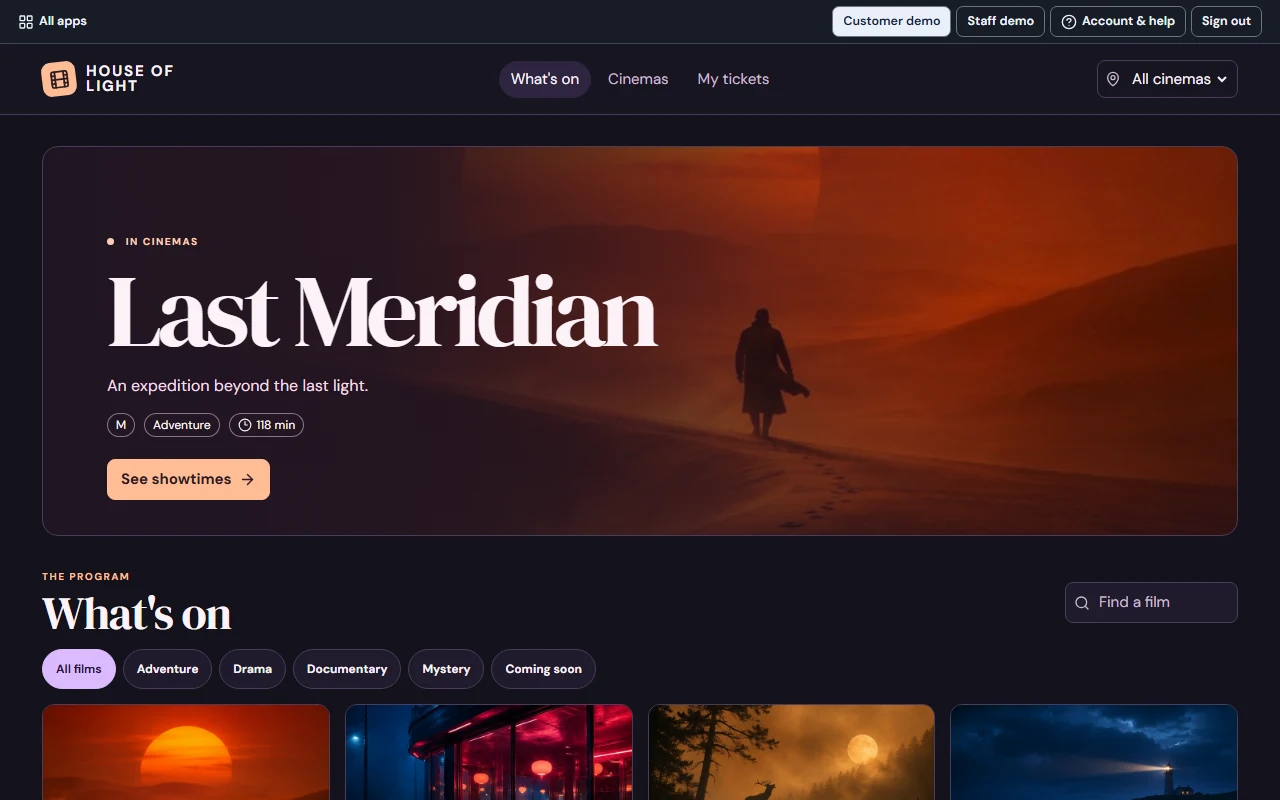 All apps
Customer demo
Staff demo
Account & help
Sign out
HOUSE OF
LIGHT
What's on
Cinemas
My tickets
All cinemas
IN CINEMAS
Last Meridian
An expedition beyond the last light.
M
Adventure
118 min
See showtimes
THE PROGRAM
What's on
Find a film
All films
Adventure
Drama
Documentary
Mystery
Coming soon